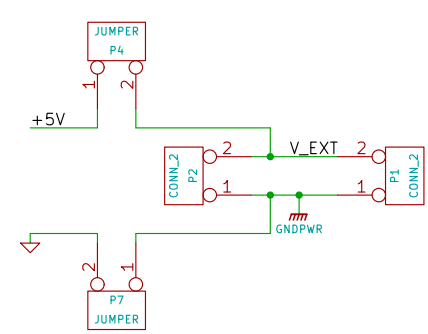 JUMPER
P4
1
2
+5V
2
V_EXT
2
CONN_2
P2
P1
CONN_2
1
1
GNDPWR
2
1
P7
JUMPER